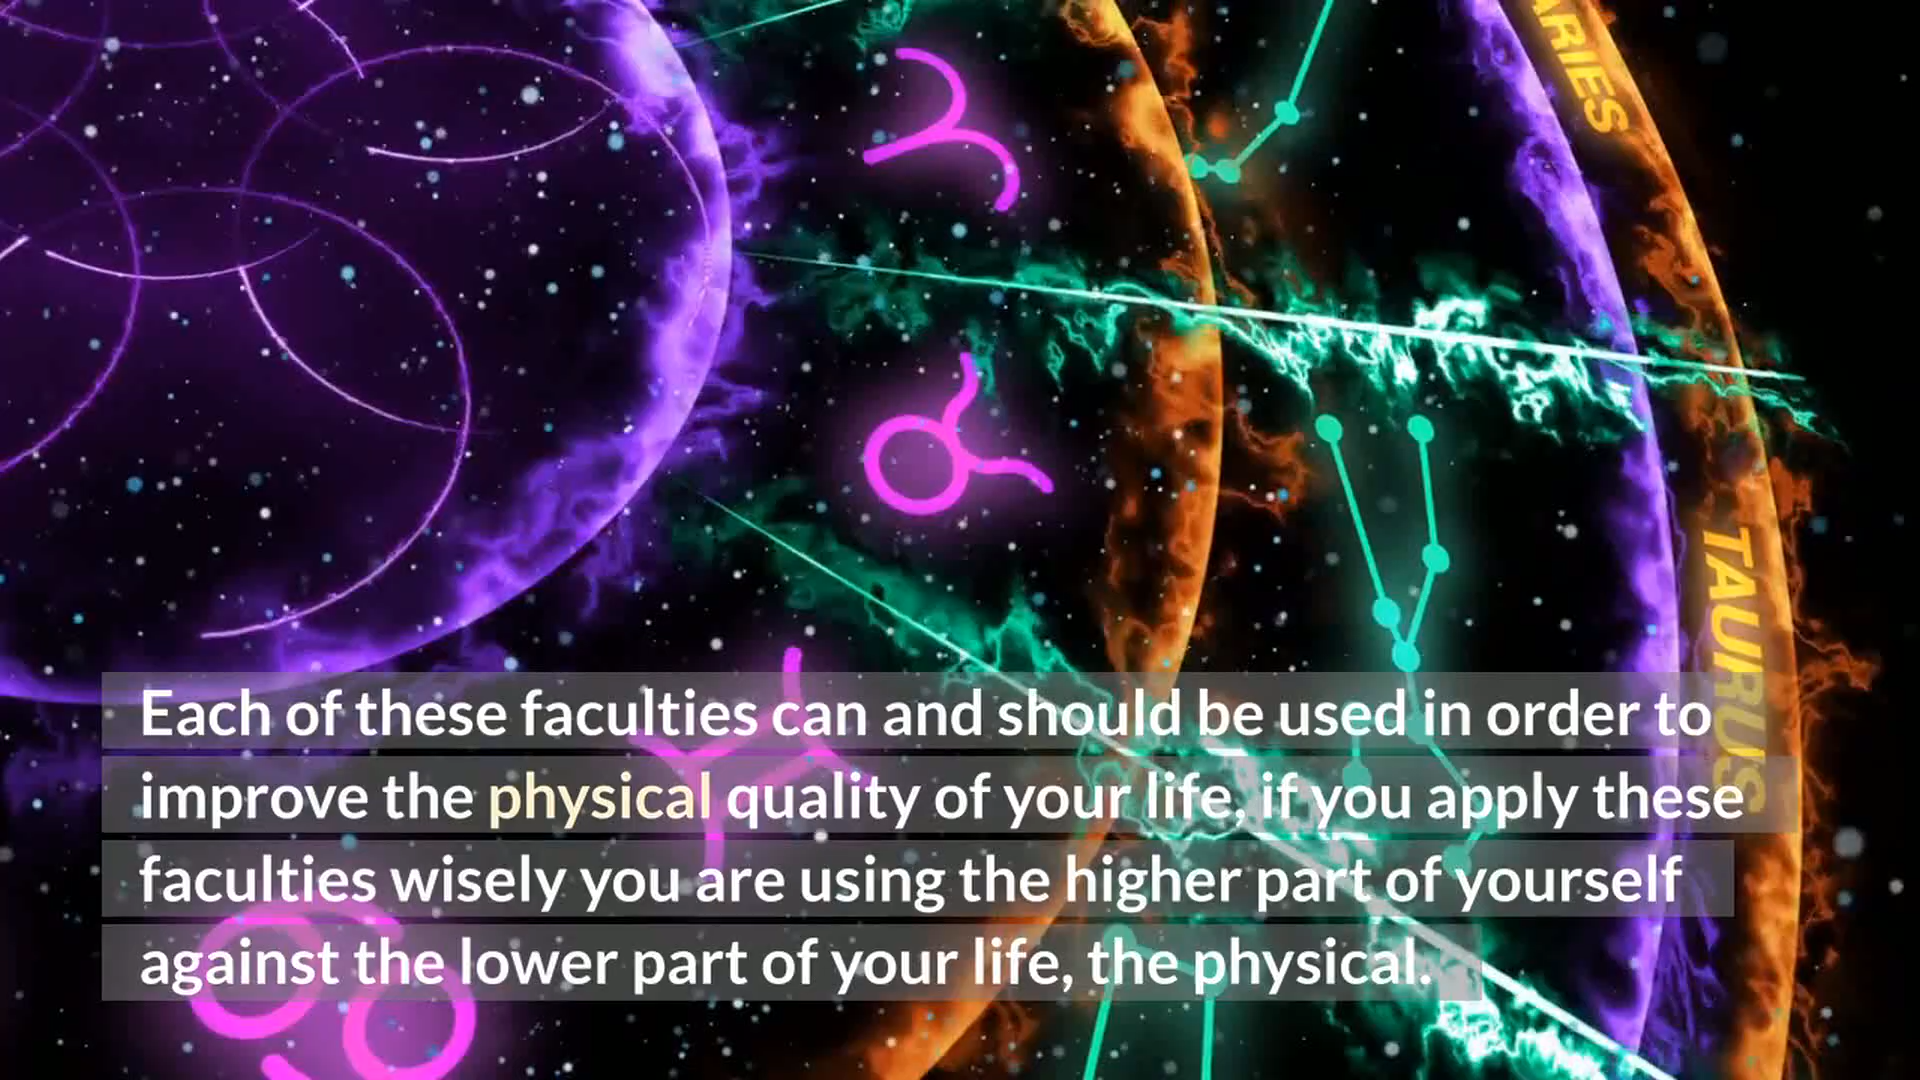 ARIES
TAURUS
Each of these faculties can and should be used in order to
improve the physical quality of your life, if you apply these
faculties wisely you are using the higher part of yourself
against the lower part of your life, the physical.